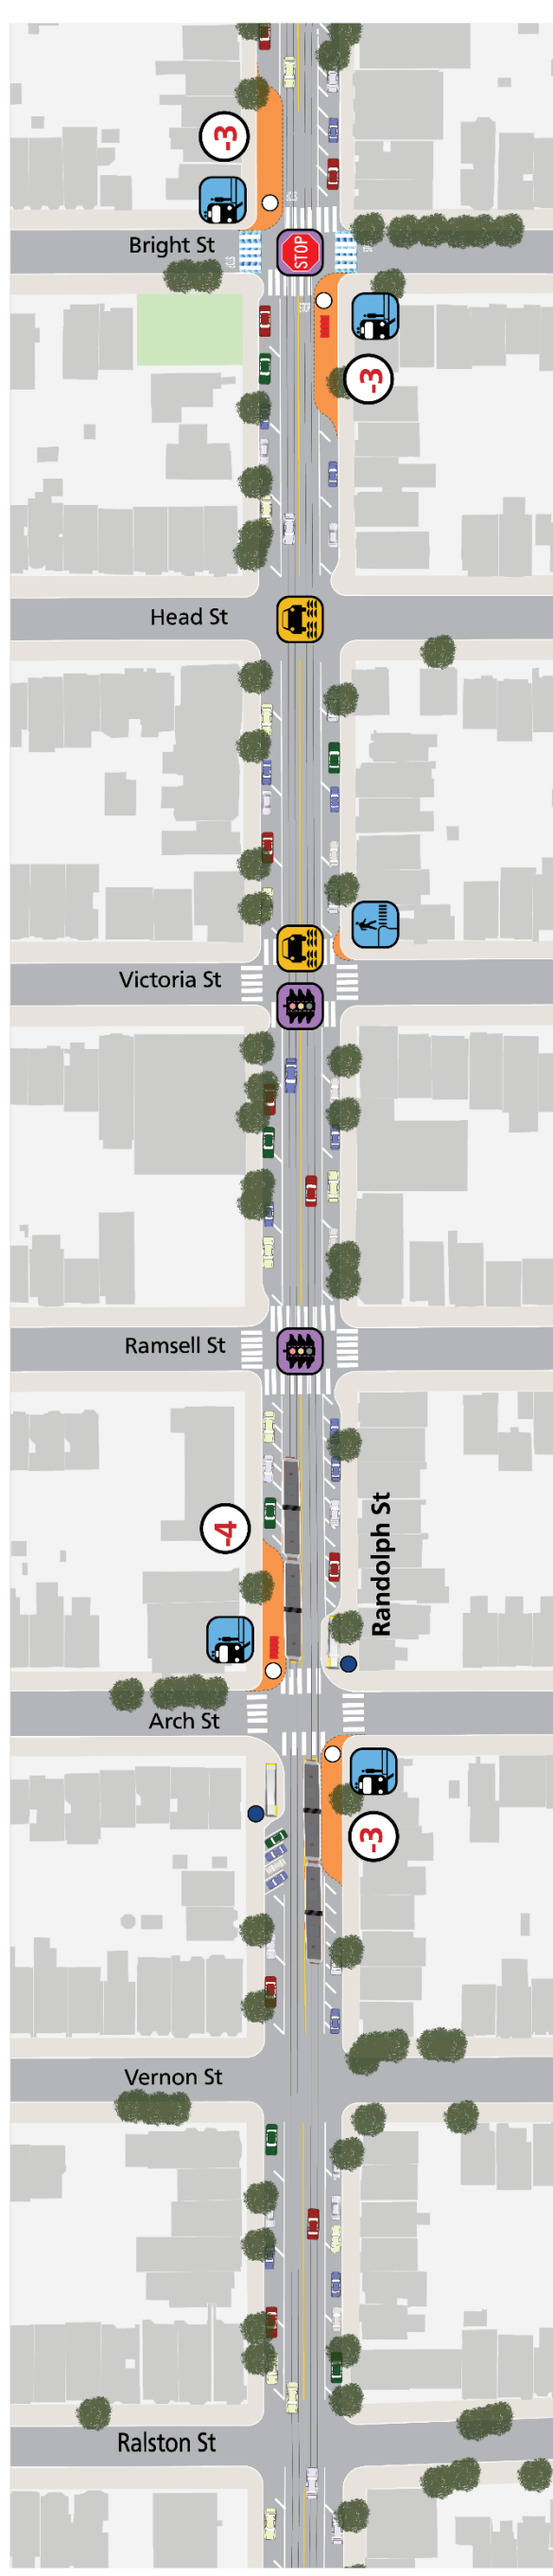 -3
Bright St
STOP
-3
Head St
Victoria St
Ramsell St
-4
Randolph St
Arch St
-3
Vernon St
Ralston St